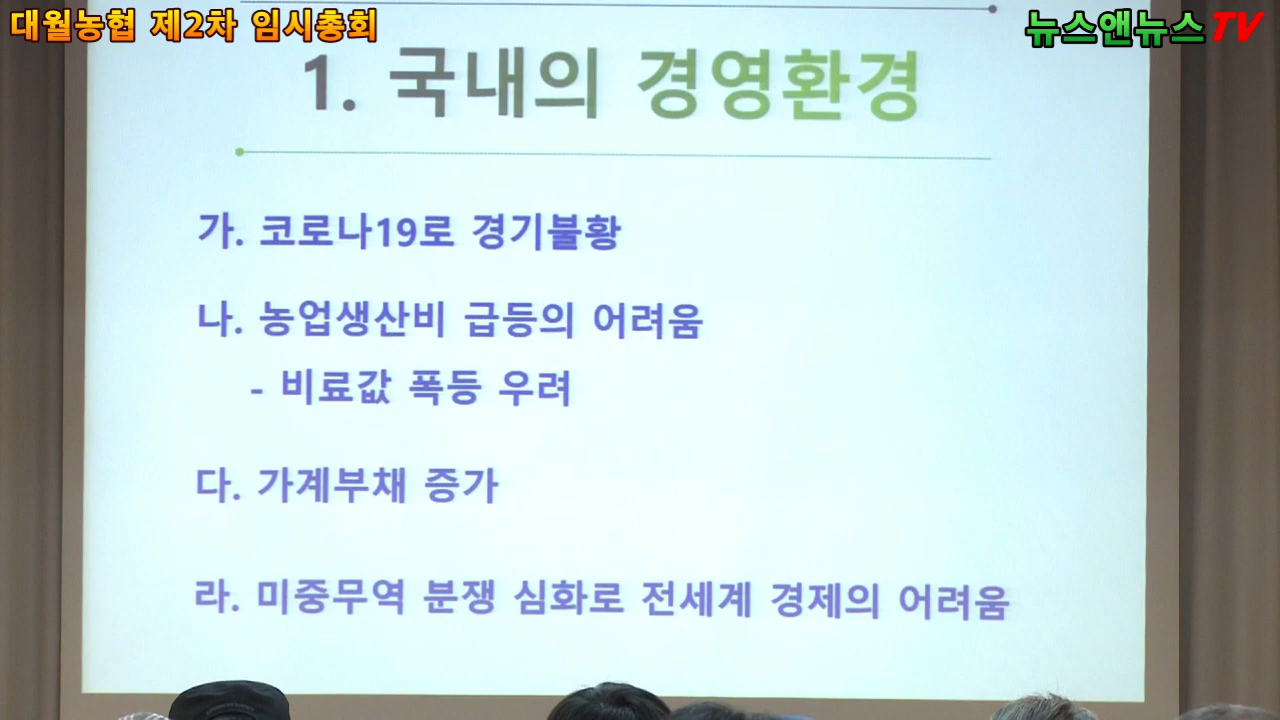 대월농협 제2차 임시총회
뉴스앤뉴스TV
1. 국내의 경영환경
가. 코로나19로 경기불황
나. 농업생산비 급등의 어려움
- 비료값 폭등 우려
다. 가계부채 증가
라. 미중무역 분쟁 심화로 전세계 경제의 어려움